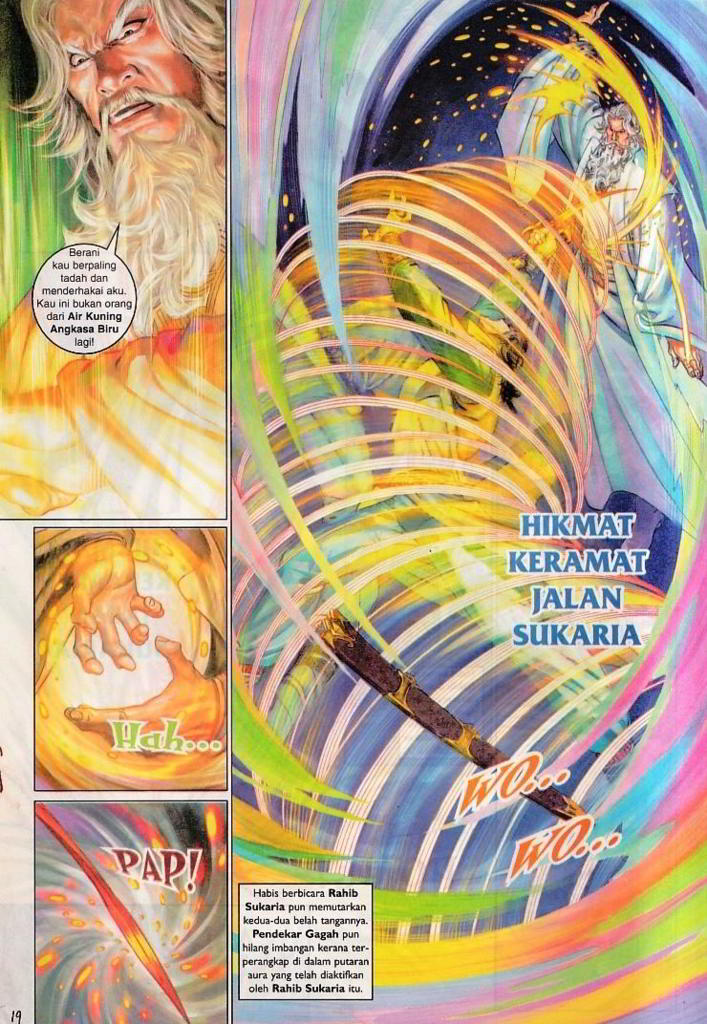 Berani
kau berpaling
tadah dan
menderhakai aku.
Kau ini bukan orang
dari Air Kuning
Angkasa Biru
lagi!
HIKMAT
KERAMAT
JALAN
SUKARIA
Hah...
PAP!
WO...
WO...
Habis berbicara Rahib
Sukaria pun memutarkan
kedua-dua belah tangannya.
Pendekar Gagah pun
hilang imbangan kerana ter-
perangkap di dalam putaran
aura yang telah diaktifkan
oleh Rahib Sukaria itu.
19